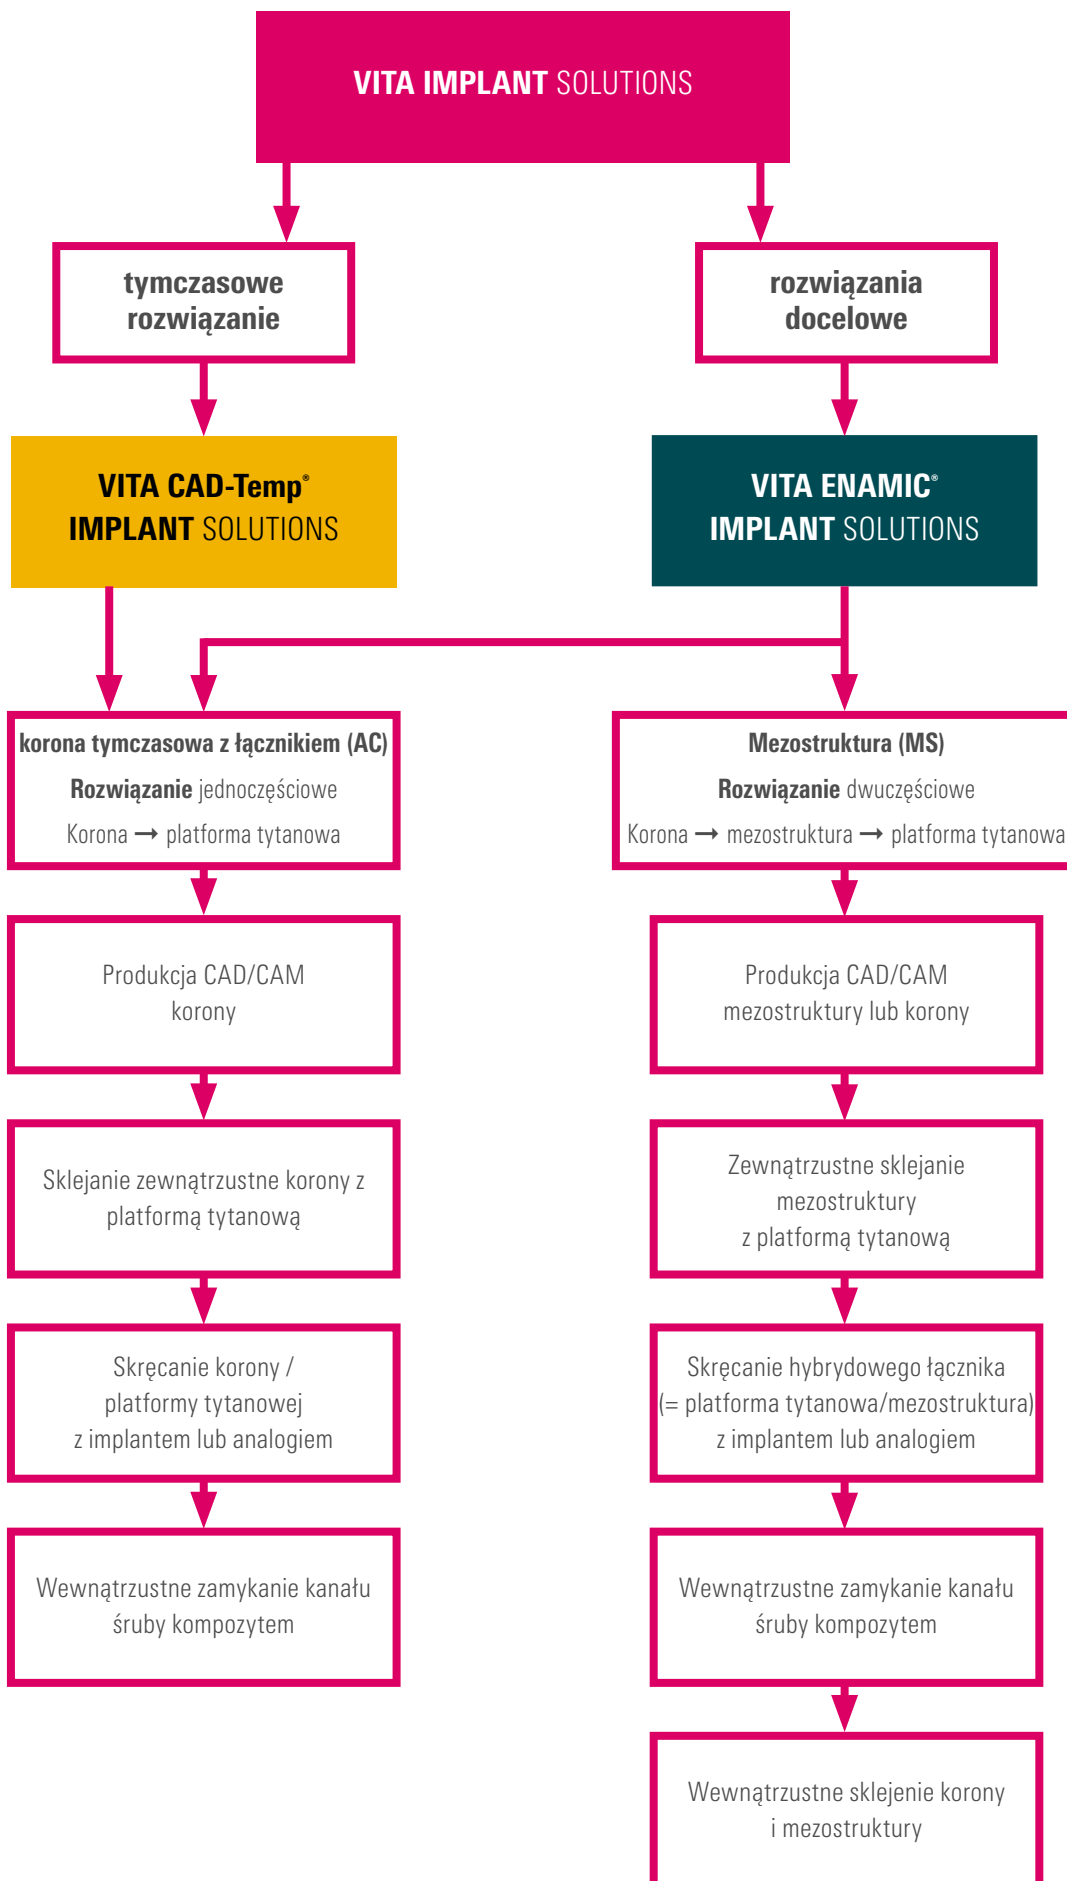 VITA IMPLANT SOLUTIONS
tymczasowe
rozwiązanie
rozwiązania
docelowe
VITA CAD-Temp®
IMPLANT SOLUTIONS
VITA ENAMIC®
IMPLANT SOLUTIONS
korona tymczasowa z łącznikiem (AC)
Rozwiązanie jednoczęściowe
Korona → platforma tytanowa
Mezostruktura (MS)
Rozwiązanie dwuczęściowe
Korona → mezostruktura → platforma tytanowa
Produkcja CAD/CAM
korony
Produkcja CAD/CAM
mezostruktury lub korony
Sklejanie zewnątrzustne korony z
platformą tytanową
Zewnątrzustne sklejanie
mezostruktury
z platformą tytanową
Skręcanie korony /
platformy tytanowej
z implantem lub analogiem
Skręcanie hybrydowego łącznika
(= platforma tytanowa/mezostruktura)
z implantem lub analogiem
Wewnątrzustne zamykanie kanału
śruby kompozytem
Wewnątrzustne zamykanie kanału
śruby kompozytem
Wewnątrzustne sklejenie korony
i mezostruktury